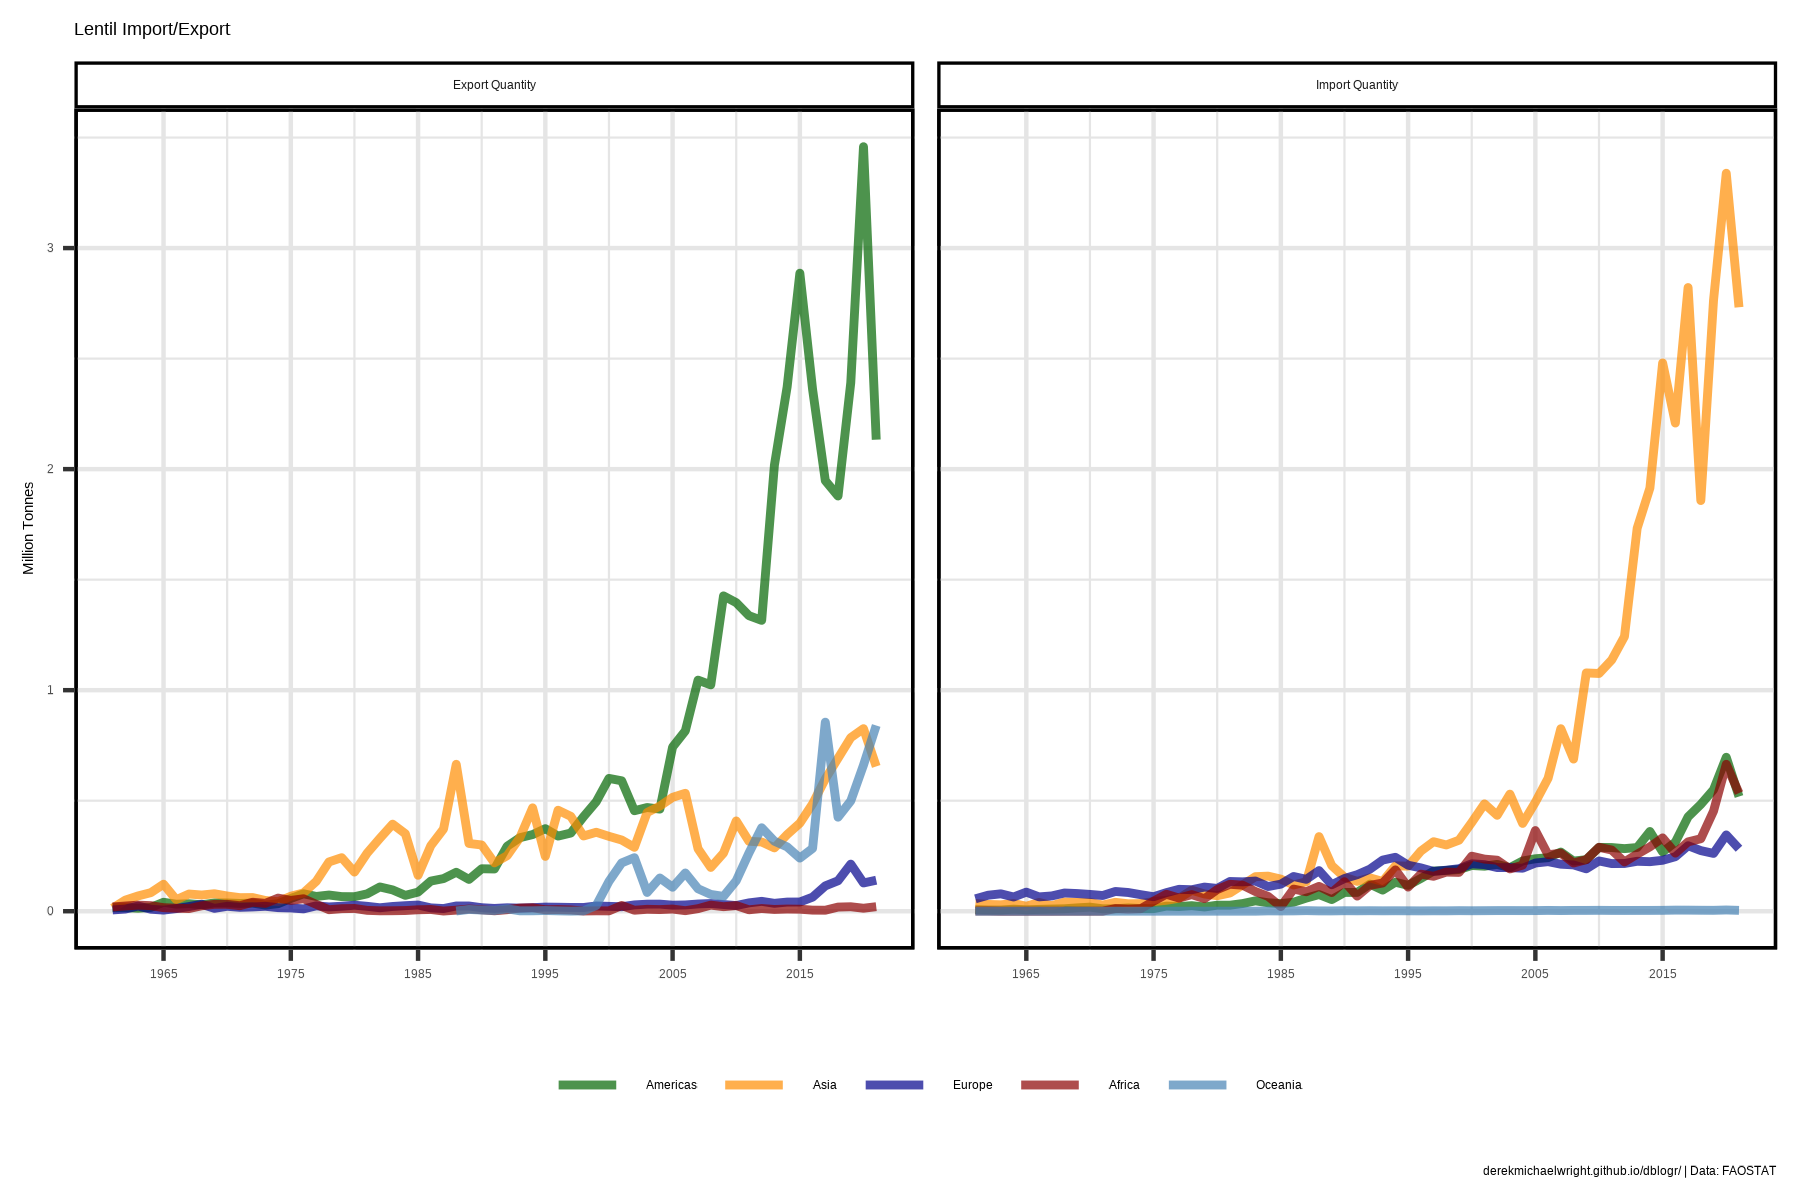 Lentil Import/Export
Export Quantity
Import Quantity
Million Tonnes
3
2
1
0
1965 1975 1985 1995 2005 2015
1965 1975 1985 1995 2005 2015
Americas Asia Europe Africa Oceania
derekmichaelwright.github.io/dblogr/ | Data: FAOSTAT